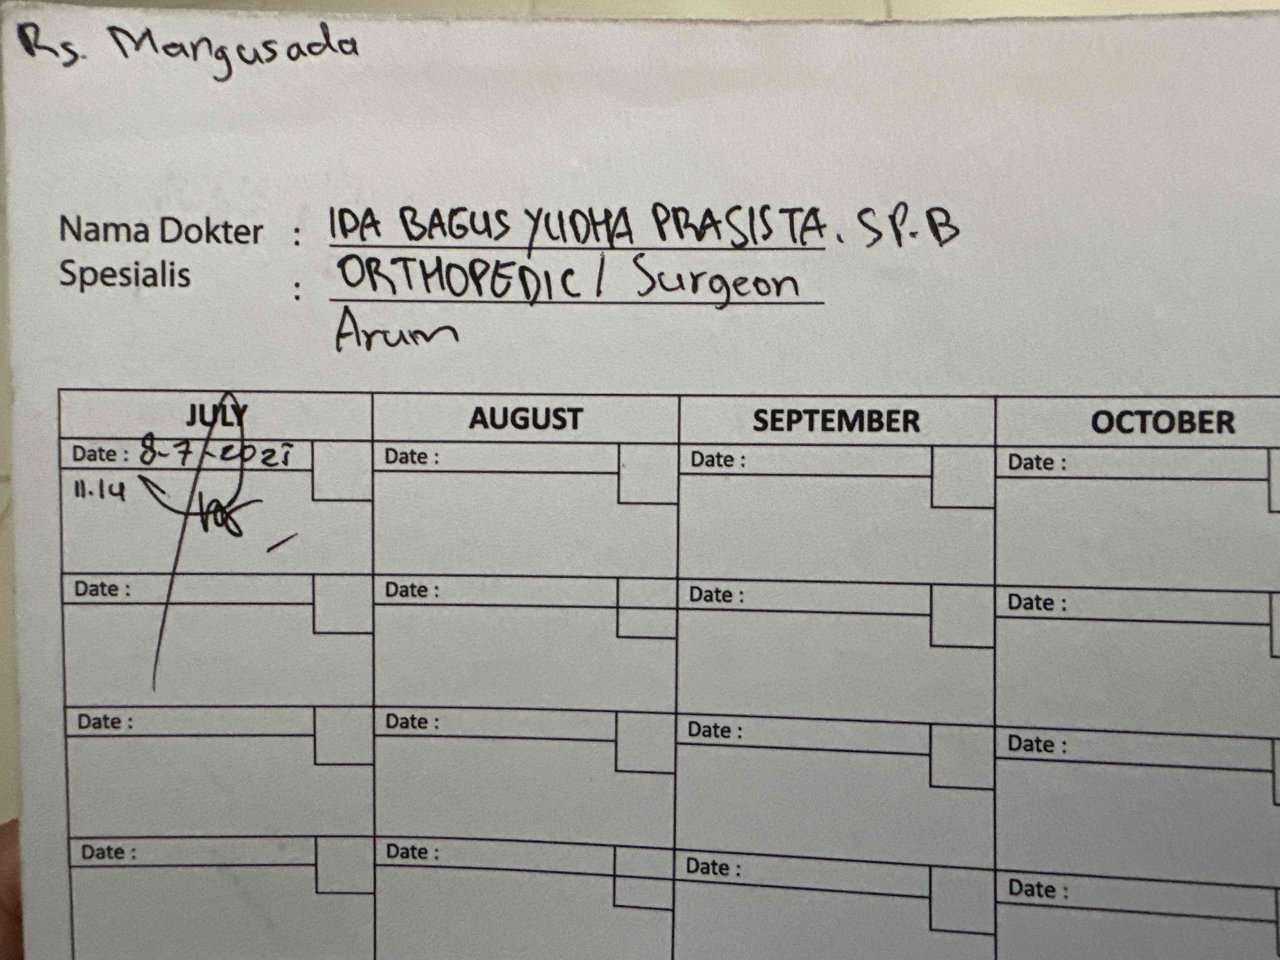 Rs. Mangusada
Nama Dokter : IDA BAGUS YUDHA PRASISTA. SP.B
Spesialis : ORTHOPEDIC / Surgeon
Arum
JULY AUGUST SEPTEMBER OCTOBER
Date : 8-7-2021 Date : Date : Date :
11.14
Date : Date : Date : Date :
Date : Date : Date : Date :
Date : Date : Date : Date :